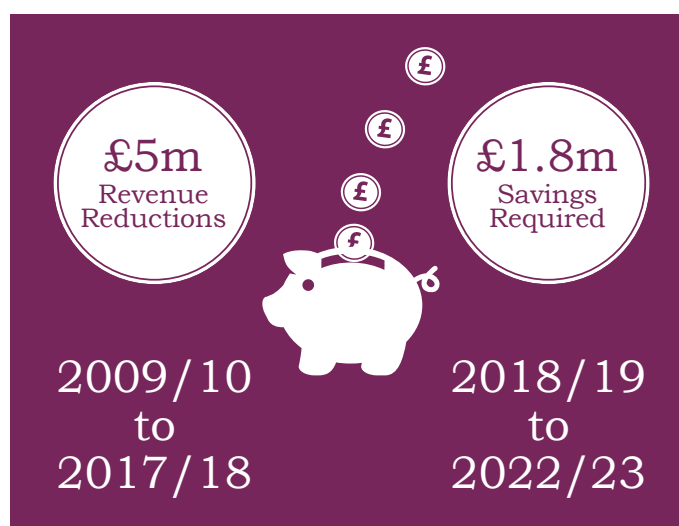 £
£
£
£
£5m
Revenue
Reductions
£1.8m
Savings
Required
2009/10
to
2017/18
2018/19
to
2022/23